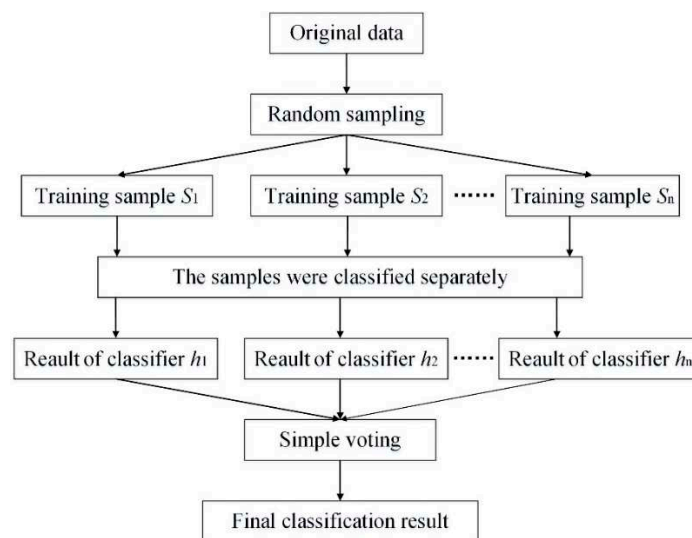 Original data
Random sampling
Training sample S1
Training sample S2
······
Training sample Sn
The samples were classified separately
Reault of classifier h1
Reault of classifier h2
······
Reault of classifier hn
Simple voting
Final classification result